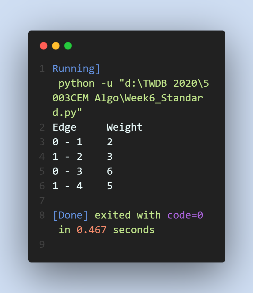 1 Running]
python -u "d:\TWDB 2020\5
003CEM Algo\Week6_Standar
d.py"
2 Edge Weight
3 0 - 1 2
4 1 - 2 3
5 0 - 3 6
6 1 - 4 5
7
8 [Done] exited with code=0
in 0.467 seconds
9